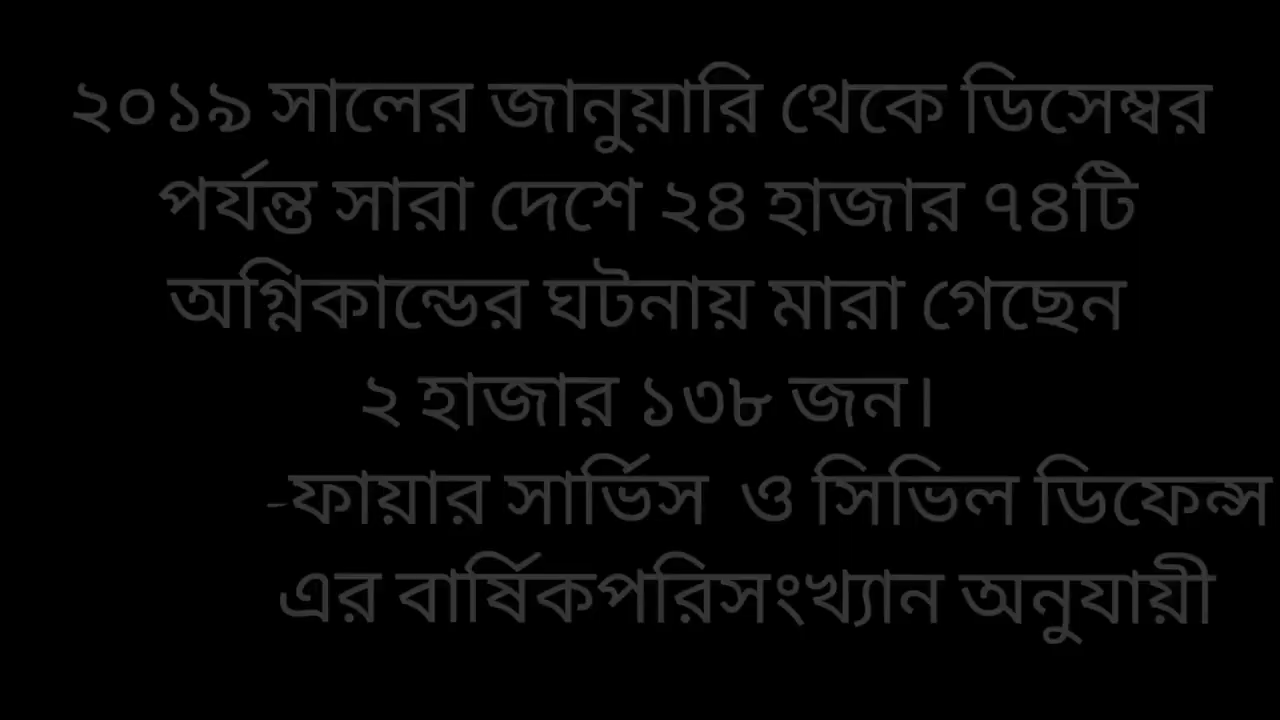 ২০১৯ সালের জানুয়ারি থেকে ডিসেম্বর
পর্যন্ত সারা দেশে ২৪ হাজার ৭৪টি
অগ্নিকান্ডের ঘটনায় মারা গেছেন
২ হাজার ১৩৮ জন।
-ফায়ার সার্ভিস ও সিভিল ডিফেন্স
এর বার্ষিকপরিসংখ্যান অনুযায়ী